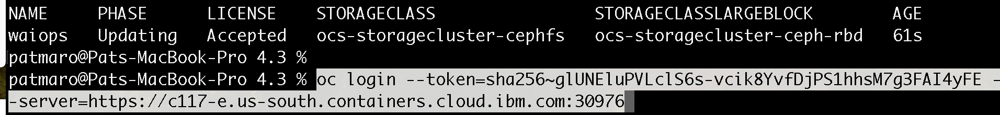 NAME PHASE LICENSE STORAGECLASS STORAGECLASSLARGEBLOCK AGE
waiops Updating Accepted ocs-storagecluster-cephfs ocs-storagecluster-ceph-rbd 61s
patmaro@Pats-MacBook-Pro 4.3 %
patmaro@Pats-MacBook-Pro 4.3 % oc login --token=sha256~glUNEluPVLclS6s-vcik8YvfDjPS1hhsM7g3FAI4yFE -
-server=https://c117-e.us-south.containers.cloud.ibm.com:30976